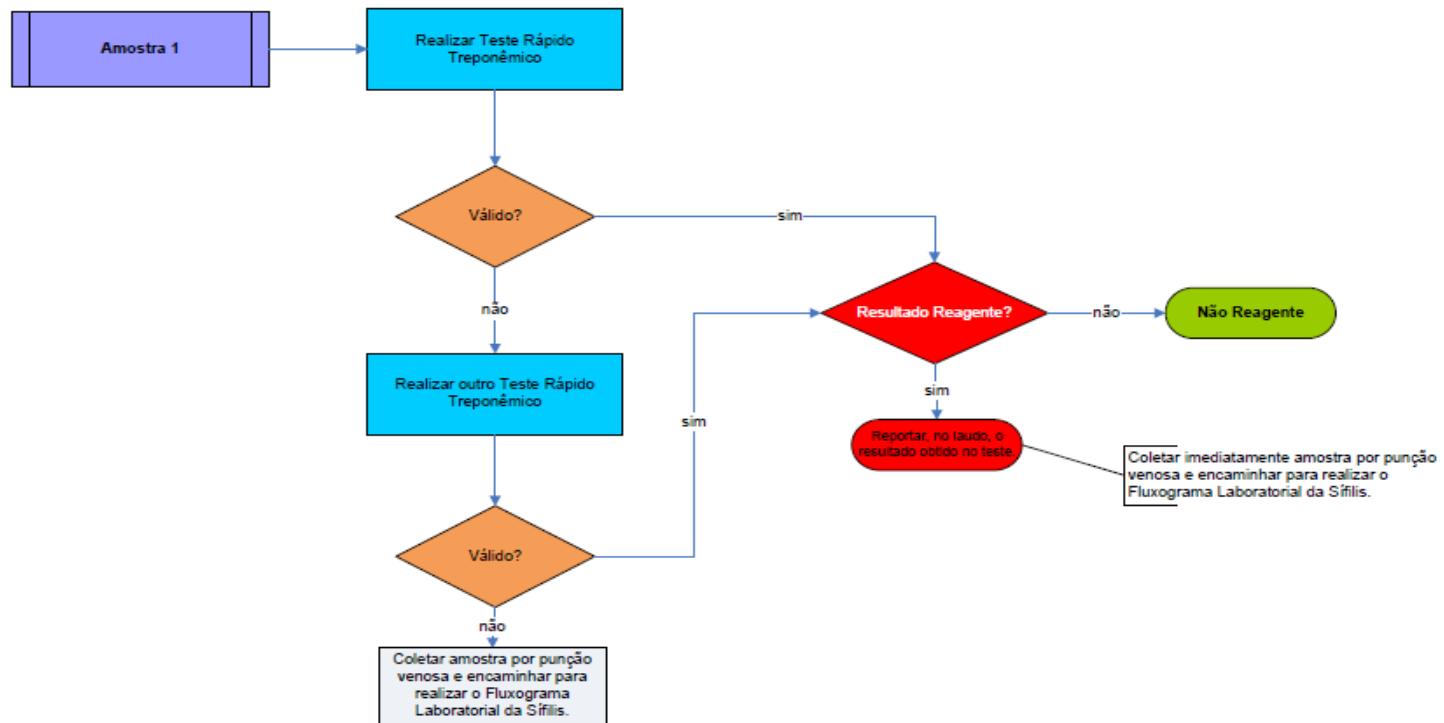 Amostra 1
Realizar Teste Rápido
Treponêmico
Válido?
sim
não
Resultado Reagente?
não
Não Reagente
Realizar outro Teste Rápido
Treponêmico
sim
sim
Reportar, no laudo, o
resultado obtido no teste.
Coletar imediatamente amostra por punção
venosa e encaminhar para realizar o
Fluxograma Laboratorial da Sífilis.
Válido?
não
Coletar amostra por punção
venosa e encaminhar para
realizar o Fluxograma
Laboratorial da Sífilis.